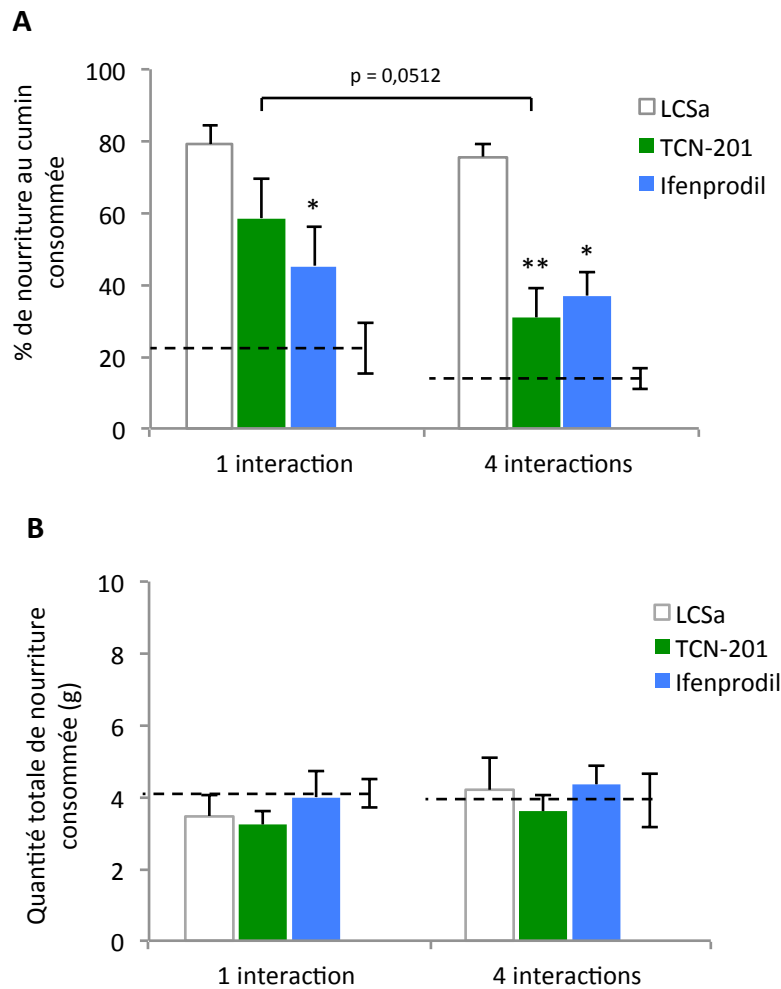 A
p = 0,0512
% de nourriture au cumin
consommée
100
80
60
40
20
0
*
**
*
LCSa
TCN-201
Ifenprodil
1 interaction
4 interactions
B
Quantité totale de nourriture
consommée (g)
10
8
6
4
2
0
LCSa
TCN-201
Ifenprodil
1 interaction
4 interactions